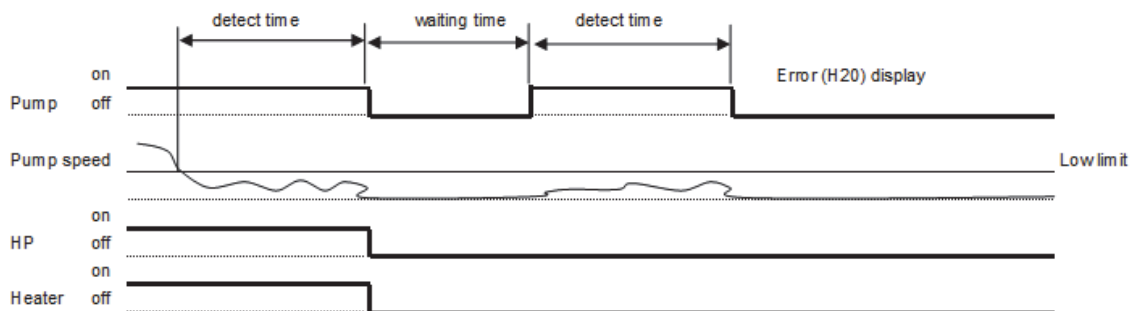 detect time waiting time detect time
on Error (H20) display
Pump off
Pump speed Low limit
on
HP off
on
Heater off